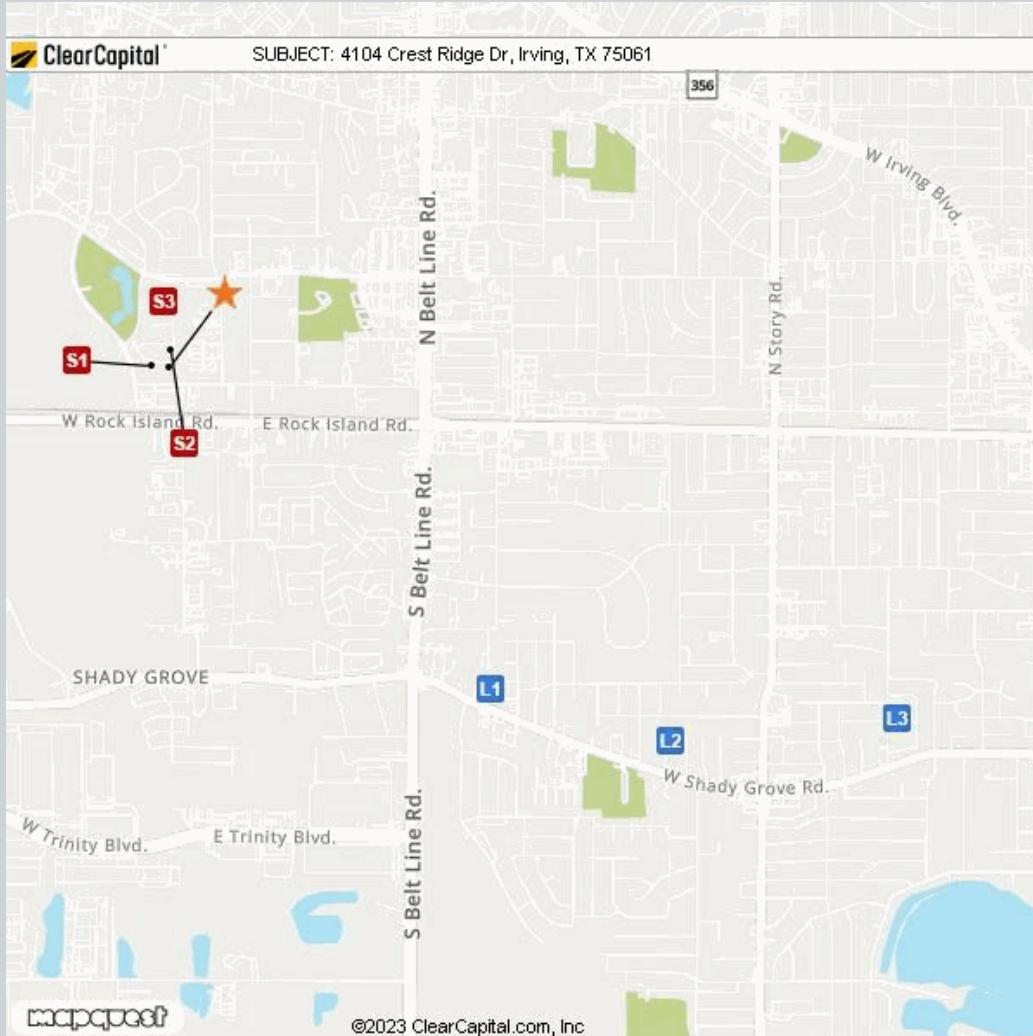 ClearCapital
SUBJECT: 4104 Crest Ridge Dr, Irving, TX 75061
356
W Irving Blvd.
N Belt Line Rd.
N Story Rd.
S3
S1
W Rock Island Rd.
E Rock Island Rd.
S2
S Belt Line Rd.
SHADY GROVE
L1
L2
L3
W Shady Grove Rd.
W Trinity Blvd.
E Trinity Blvd.
S Belt Line Rd.
mapquest
©2023 ClearCapital.com, Inc